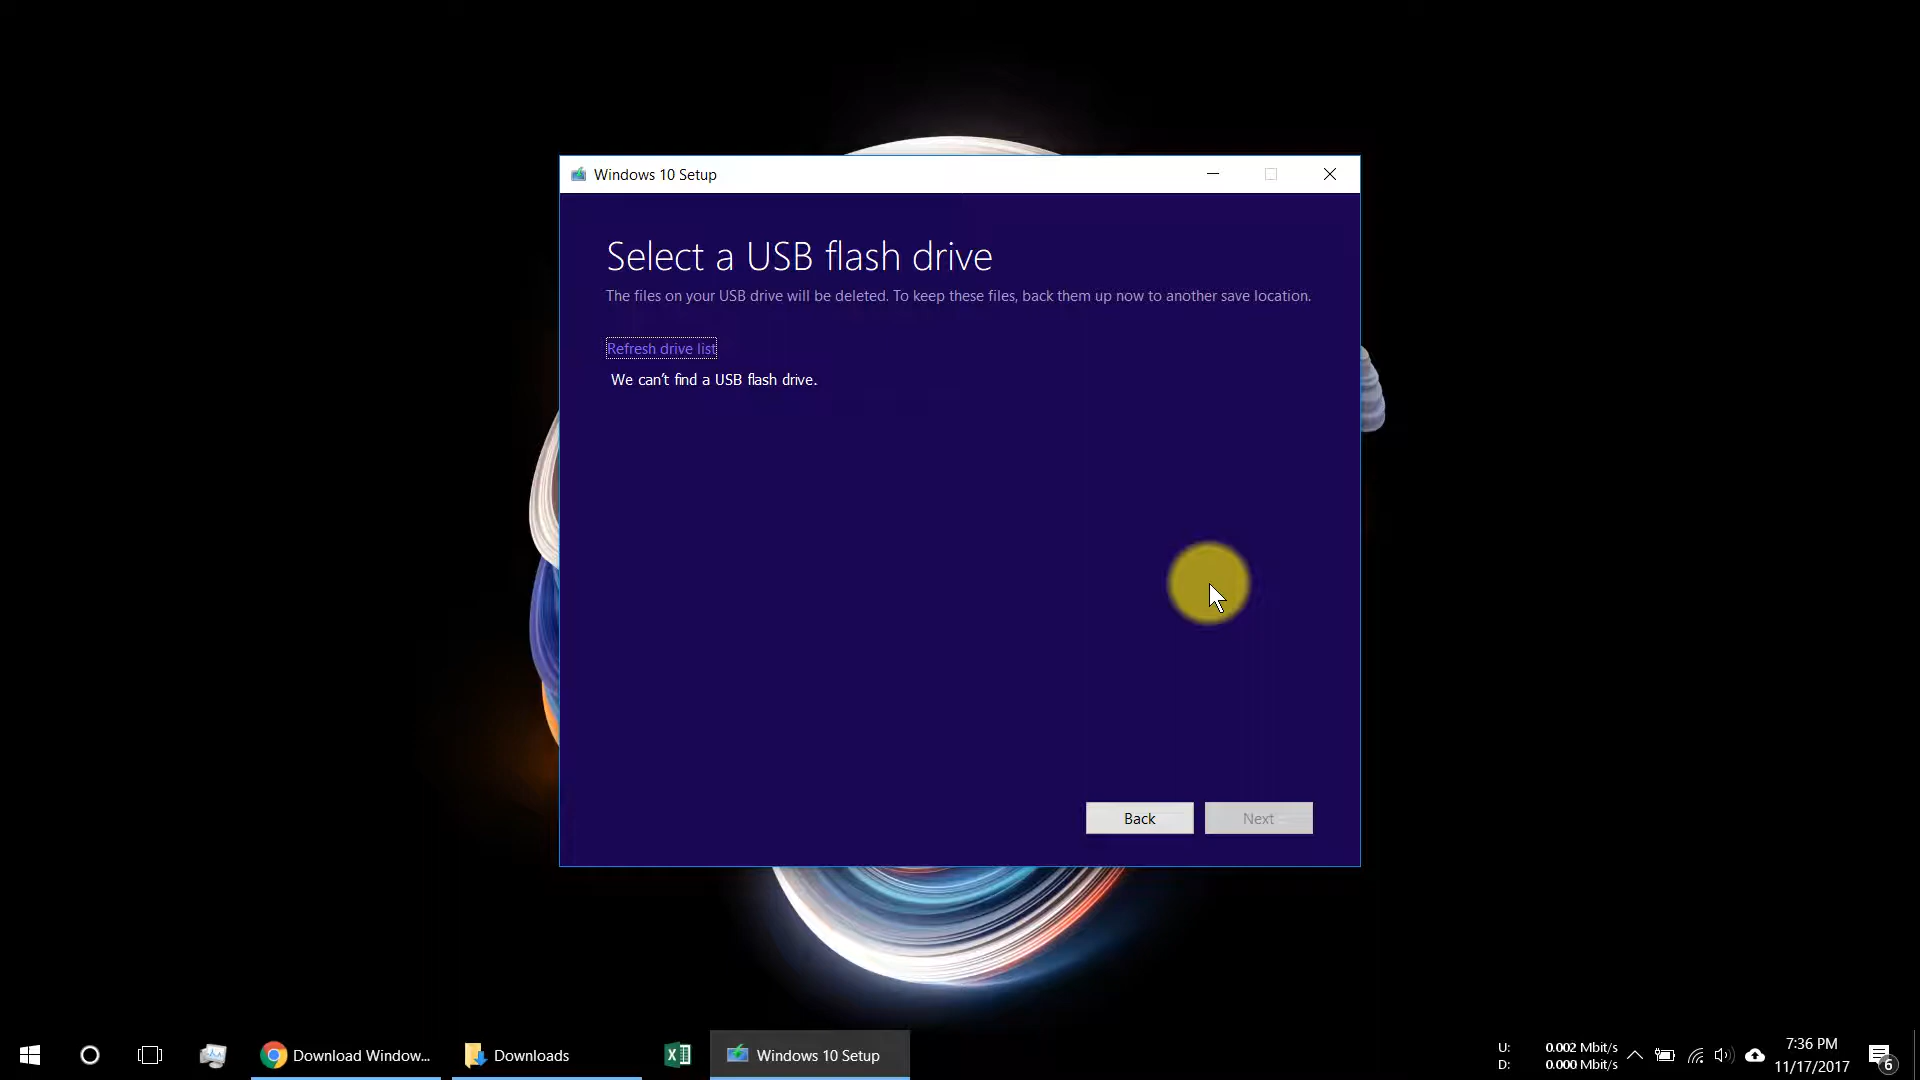 Windows 10 Setup
Select a USB flash drive
The files on your USB drive will be deleted. To keep these files, back them up now to another save location.
Refresh drive list
We can't find a USB flash drive.
Back Next
Download Window... Downloads Windows 10 Setup
U: 0.002 Mbit/s
D: 0.000 Mbit/s
7:36 PM
11/17/2017
6